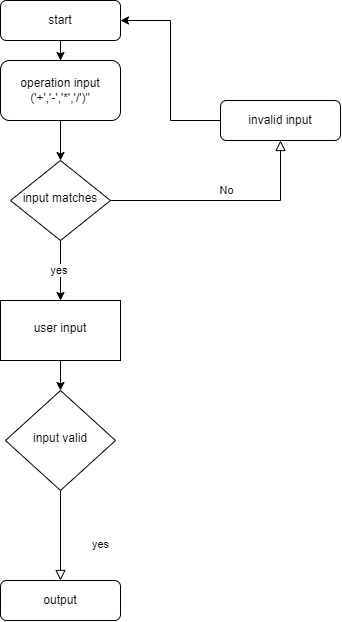 start
operation input
('+','-','*','/')"
invalid input
input matches
No
yes
user input
input valid
yes
output